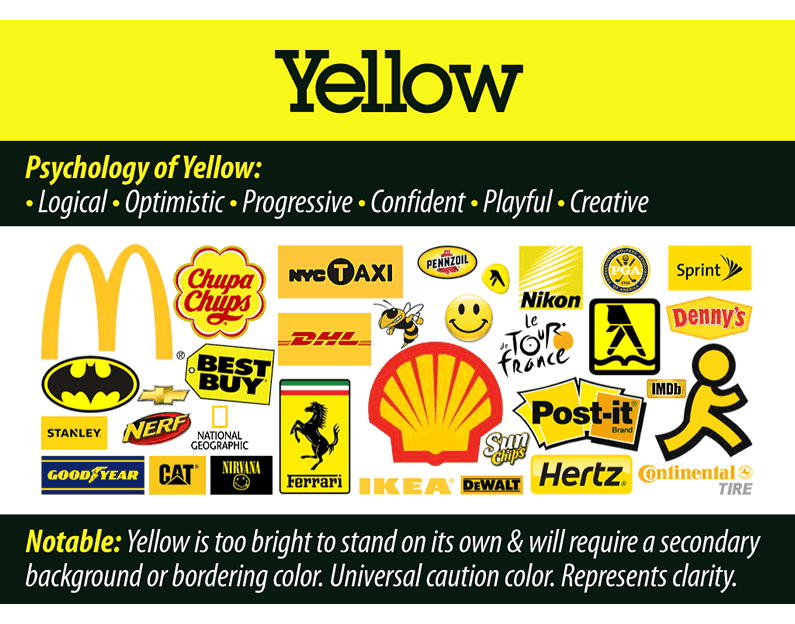 Yellow
Psychology of Yellow:
• Logical • Optimistic • Progressive • Confident • Playful • Creative
Chupa
Chups
NYC TAXI
PENNZOIL
Nikon
PGA
Sprint
DHL
Le
de TOUR
france
Denny's
BEST
BUY
®
STANLEY
NERF
NATIONAL
GEOGRAPHIC
Post-it®
Brand
IMDb
Sun
Chips
GOODYEAR
CAT®
NIRVANA
Ferrari
IKEA®
DEWALT
Hertz®
Continental
TIRE
Notable: Yellow is too bright to stand on its own & will require a secondary
background or bordering color. Universal caution color. Represents clarity.